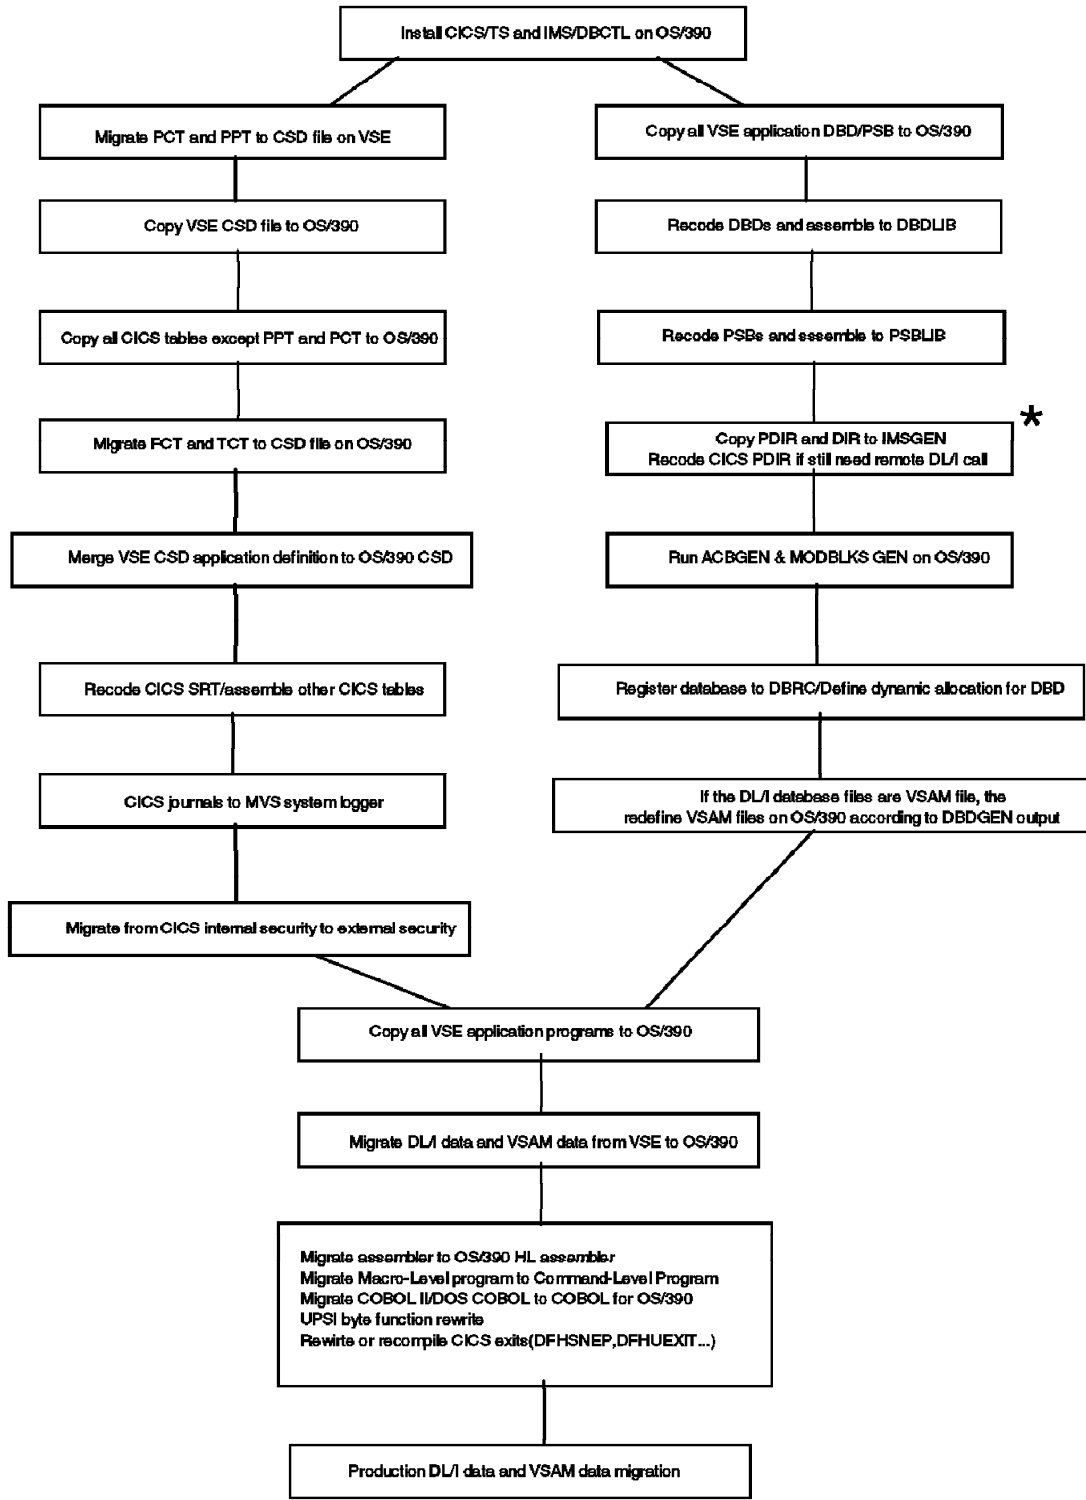 Install CICS/TS and IMS/DBCTL on OS/390
Migrate PCT and PPT to CSD file on VSE
Copy VSE CSD file to OS/390
Copy all CICS tables except PPT and PCT to OS/390
Migrate FCT and TCT to CSD file on OS/390
Merge VSE CSD application definition to OS/390 CSD
Recode CICS SRT/assemble other CICS tables
CICS journals to MVS system logger
Migrate from CICS internal security to external security
Copy all VSE application DBD/PSB to OS/390
Recode DBDs and assemble to DBDLIB
Recode PSBs and assemble to PSBLIB
*
Copy PDIR and DIR to IMSGEN
Recode CICS PDIR if still need remote DL/I call
Run ACBGEN & MODBLKS GEN on OS/390
Register database to DBRC/Define dynamic allocation for DBD
If the DL/I database files are VSAM file, the
redefine VSAM files on OS/390 according to DBDGEN output
Copy all VSE application programs to OS/390
Migrate DL/I data and VSAM data from VSE to OS/390
Migrate assembler to OS/390 HL assembler
Migrate Macro-Level program to Command-Level Program
Migrate COBOL II/DOS COBOL to COBOL for OS/390
UPSI byte function rewrite
Rewirte or recompile CICS exits(DFHSNEP,DFHUEXIT...)
Production DL/I data and VSAM data migration